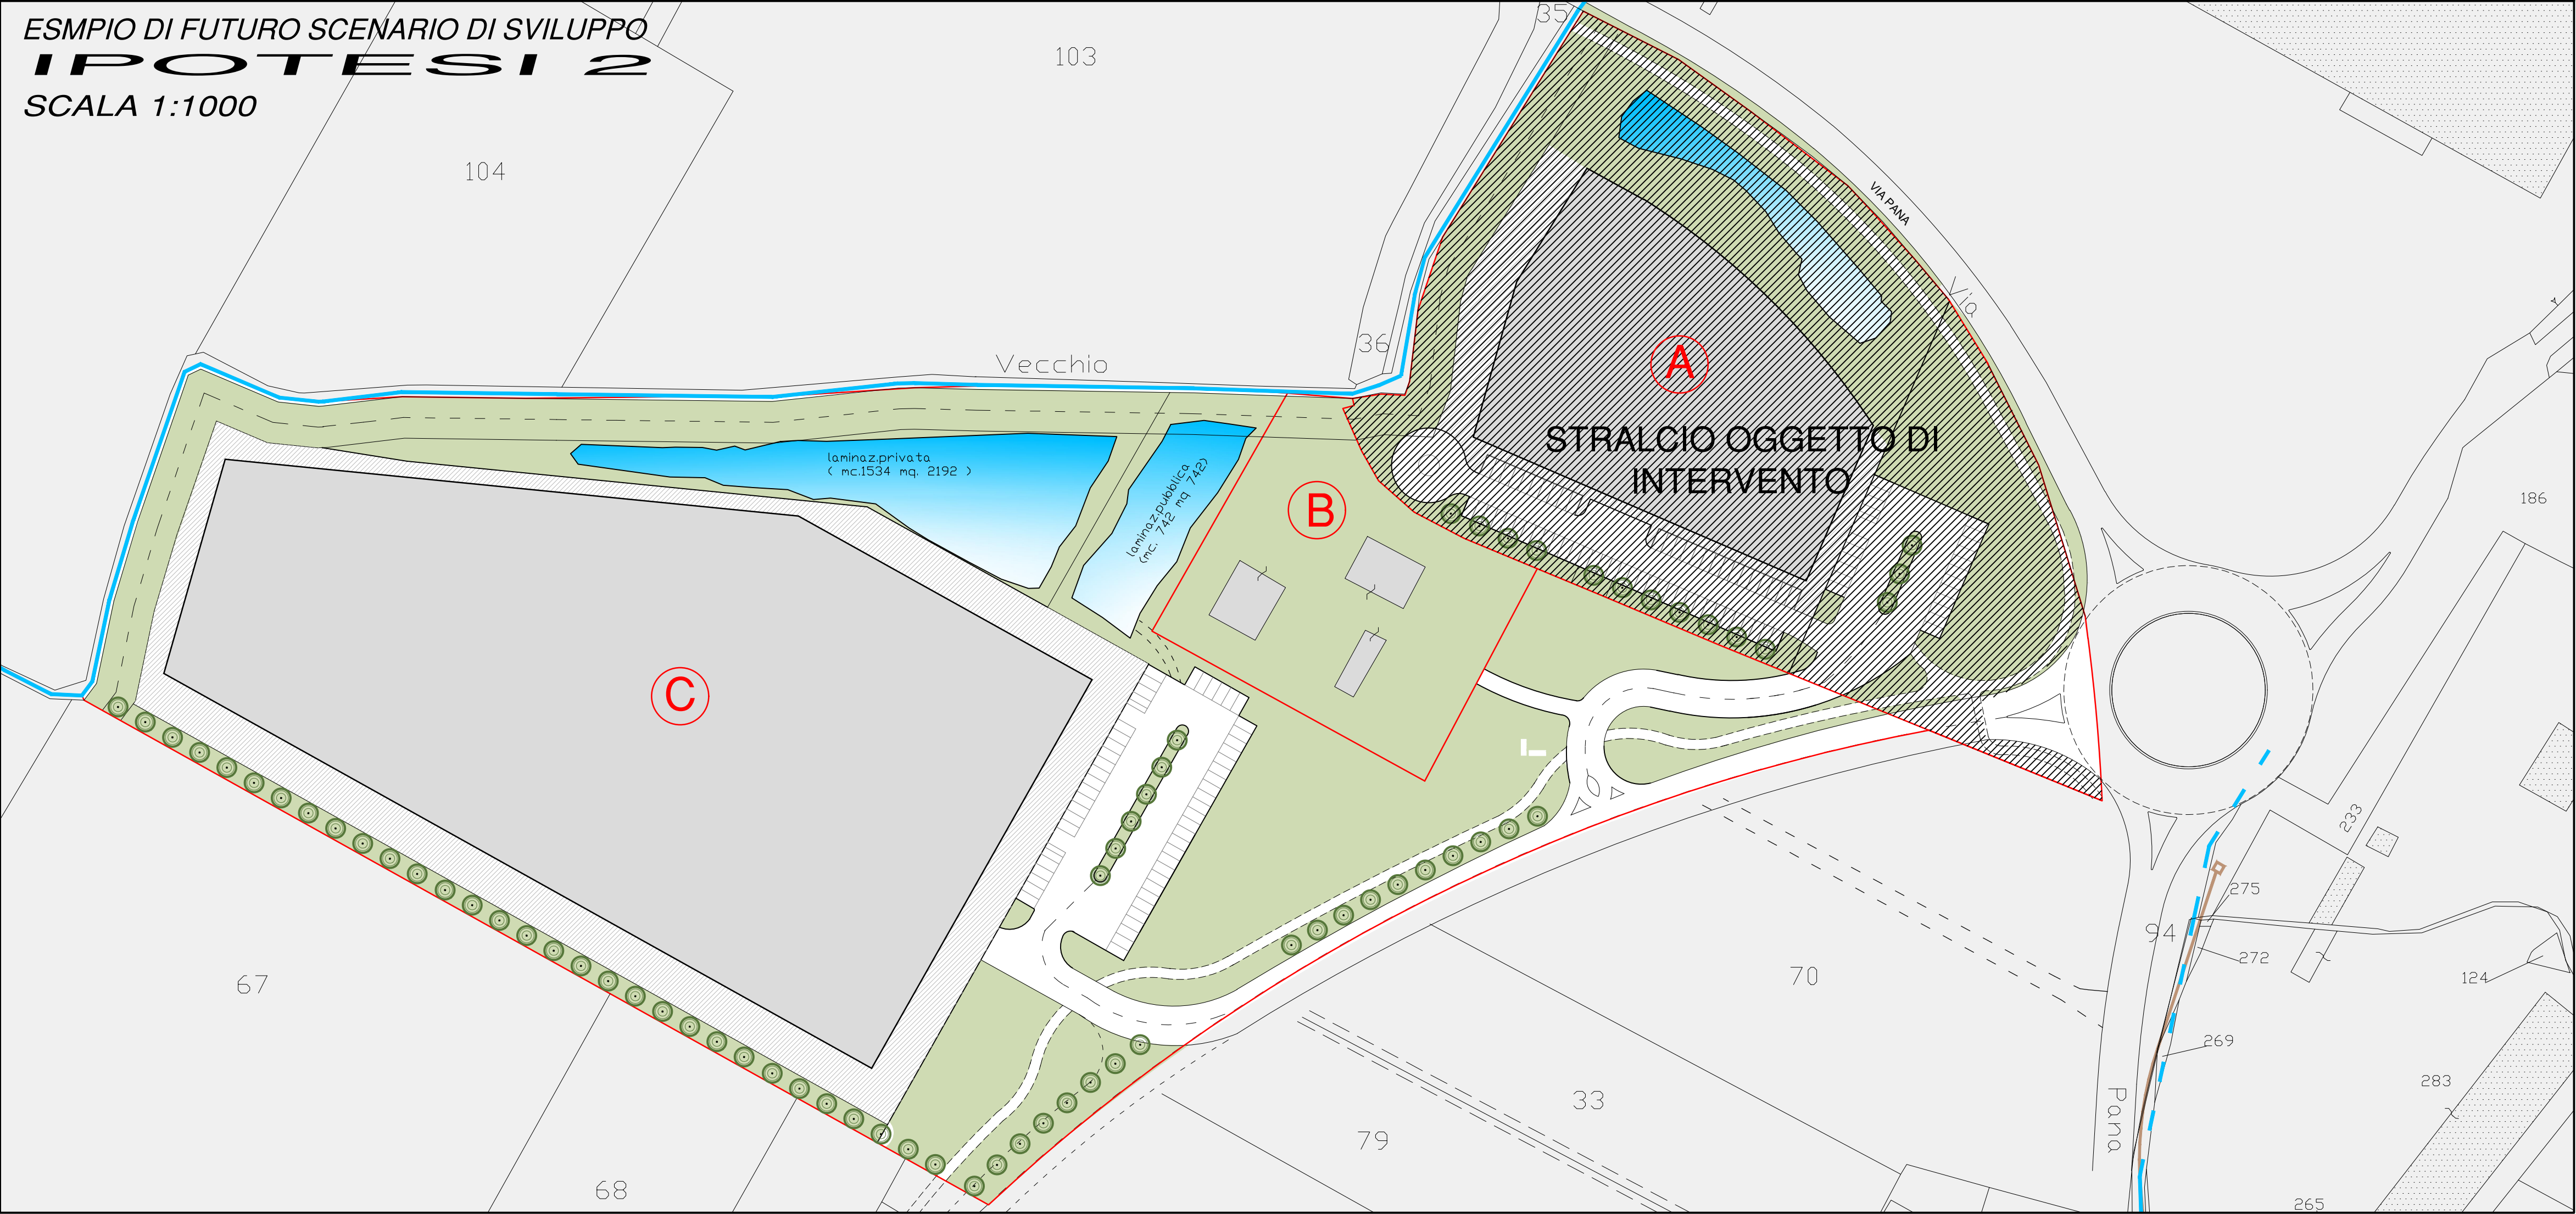 ESMPIO DI FUTURO SCENARIO DI SVILUPPO
IPOTESI 2
SCALA 1:1000
103
104
35
36
Vecchio
VIA PANA
Via
A
STRALCIO OGGETTO DI
INTERVENTO
B
C
laminaz.privata
( mc.1534 mq. 2192 )
laminaz.pubblica
(mc. 742 mq 742)
186
233
275
94
272
124
269
283
265
Pana
70
33
79
67
68